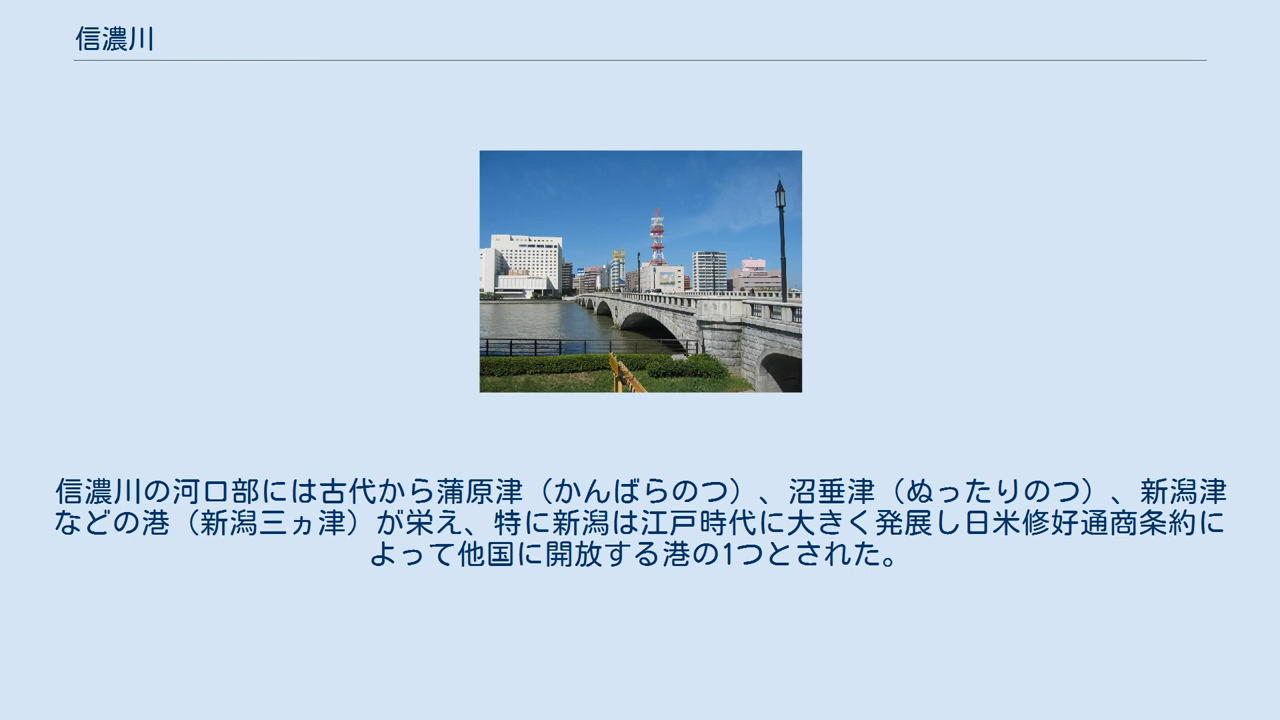 信濃川
信濃川の河口部には古代から蒲原津（かんばらのつ）、沼垂津（ぬったりのつ）、新潟津
などの港（新潟三ヵ津）が栄え、特に新潟は江戸時代に大きく発展し日米修好通商条約に
よって他国に開放する港の1つとされた。